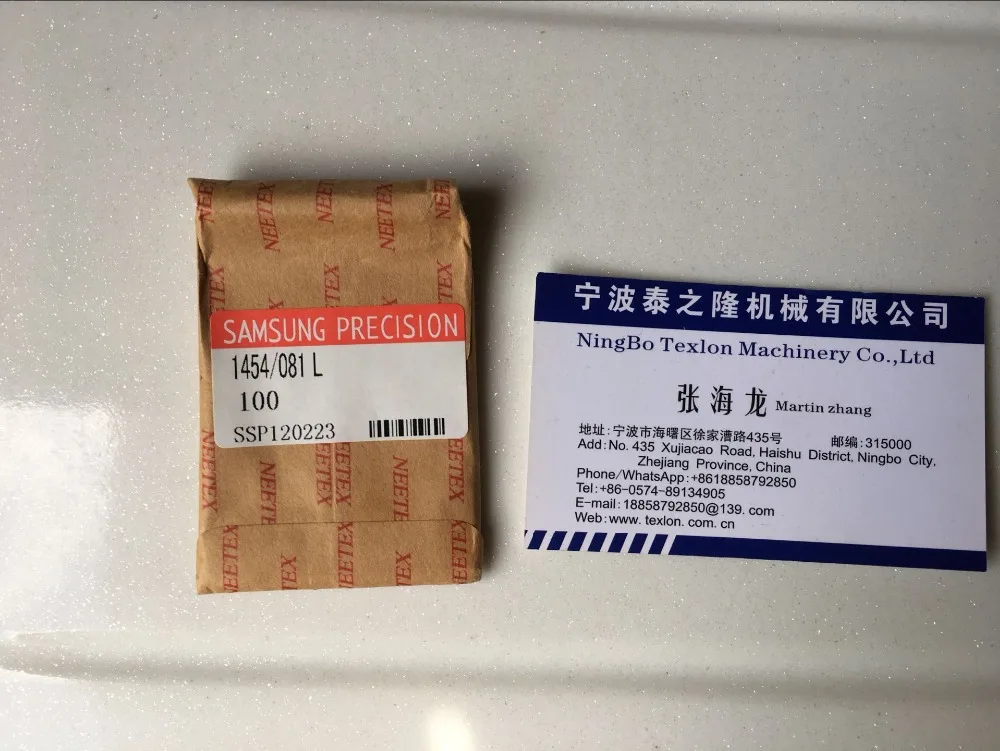 NEETEX
SAMSUNG PRECISION
1454/081 L
100
SSP120223
宁波泰之隆机械有限公司
NingBo Texlon Machinery Co.,Ltd
张海龙 Martin zhang
地址:宁波市海曙区徐家漕路435号 邮编:315000
Add:No. 435 Xujiacao Road, Haishu District, Ningbo City,
Zhejiang Province, China
Phone/WhatsApp:+8618858792850
Tel:+86-0574-89134905
E-mail:18858792850@139. com
Web:www. texlon. com. cn